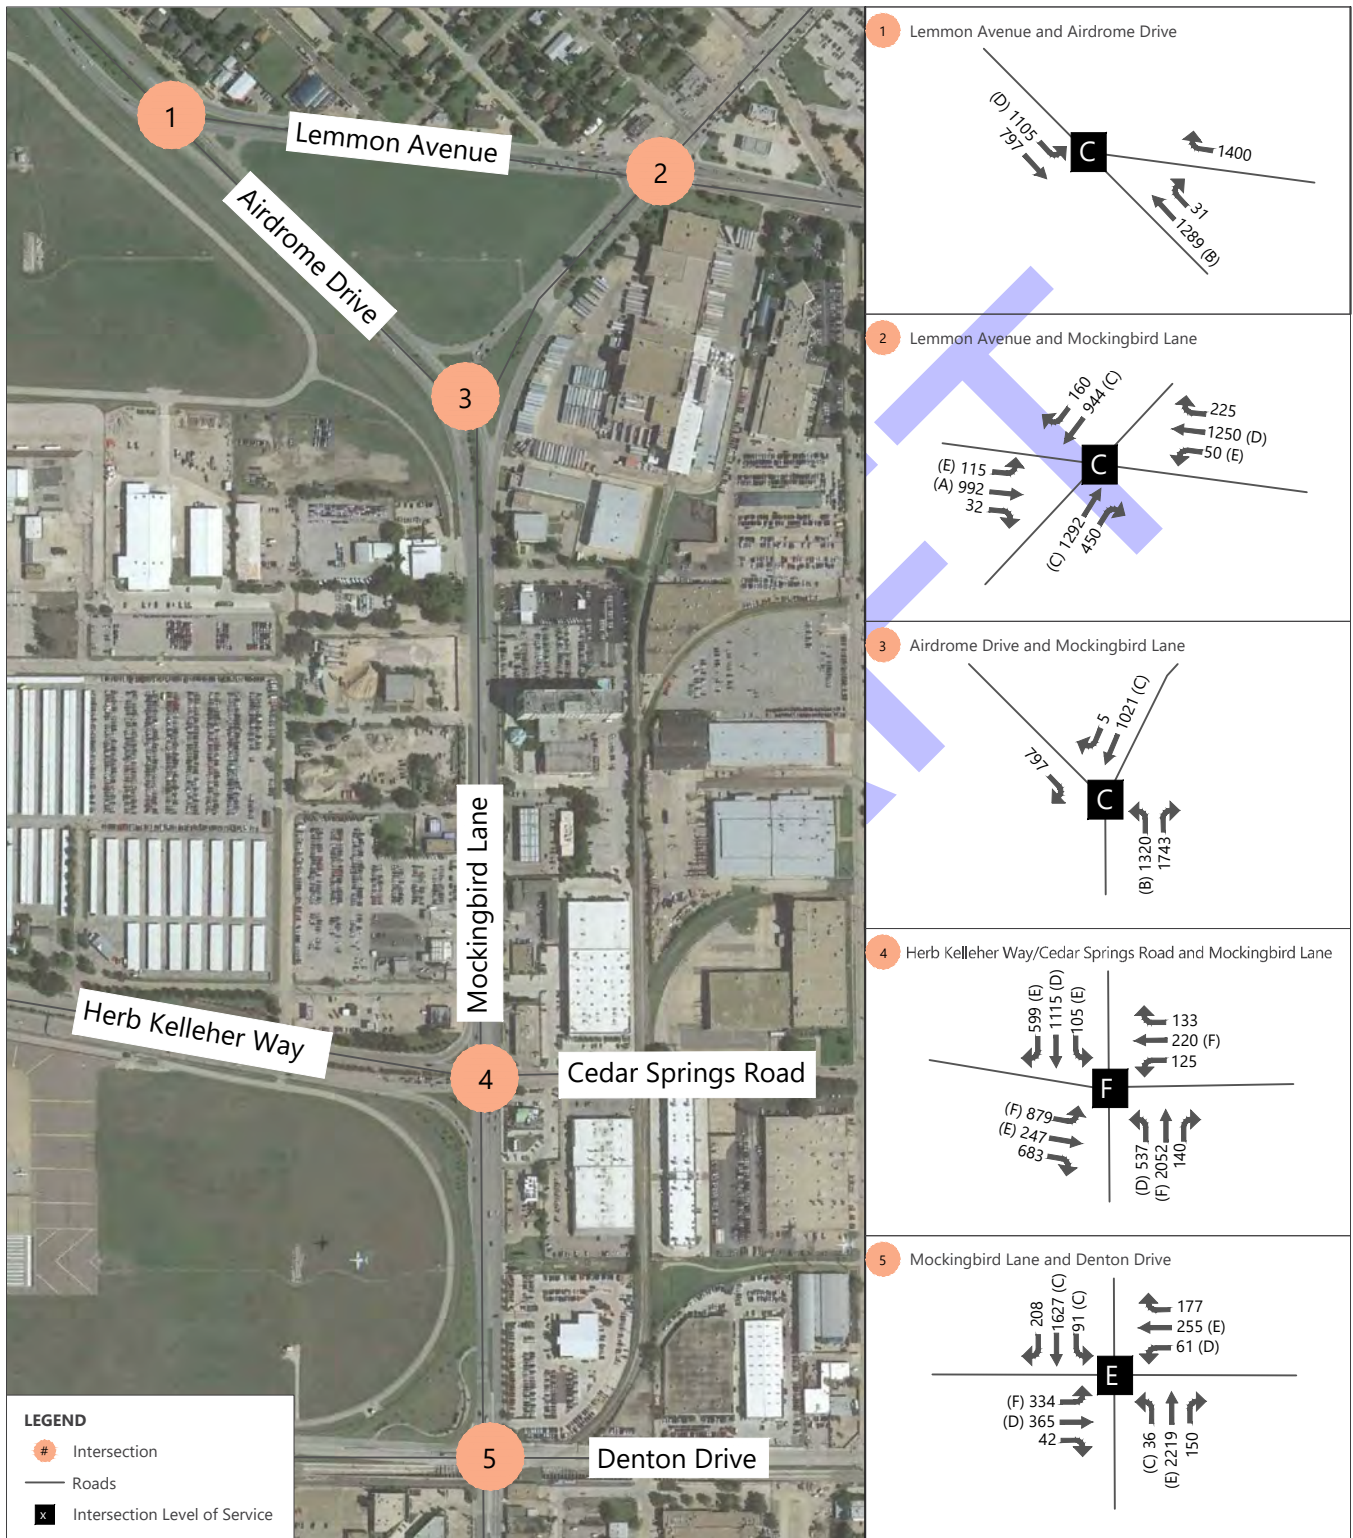 1
Lemmon Avenue
2
Airdrome Drive
3
Mockingbird Lane
Herb Kelleher Way
4
Cedar Springs Road
5
Denton Drive
LEGEND
# Intersection
Roads
x Intersection Level of Service
1 Lemmon Avenue and Airdrome Drive
(D) 1105
797
C
1400
31
1289 (B)
2 Lemmon Avenue and Mockingbird Lane
160
944 (C)
225
1250 (D)
50 (E)
(E) 115
(A) 992
32
C
(C) 1292
450
3 Airdrome Drive and Mockingbird Lane
5
1021 (C)
797
C
(B) 1320
1743
4 Herb Kelleher Way/Cedar Springs Road and Mockingbird Lane
599 (E)
1115 (D)
105 (E)
133
220 (F)
125
F
(F) 879
(E) 247
683
(D) 537
(F) 2052
140
5 Mockingbird Lane and Denton Drive
208
1627 (C)
91 (C)
177
255 (E)
61 (D)
E
(F) 334
(D) 365
42
(C) 36
(E) 2219
150